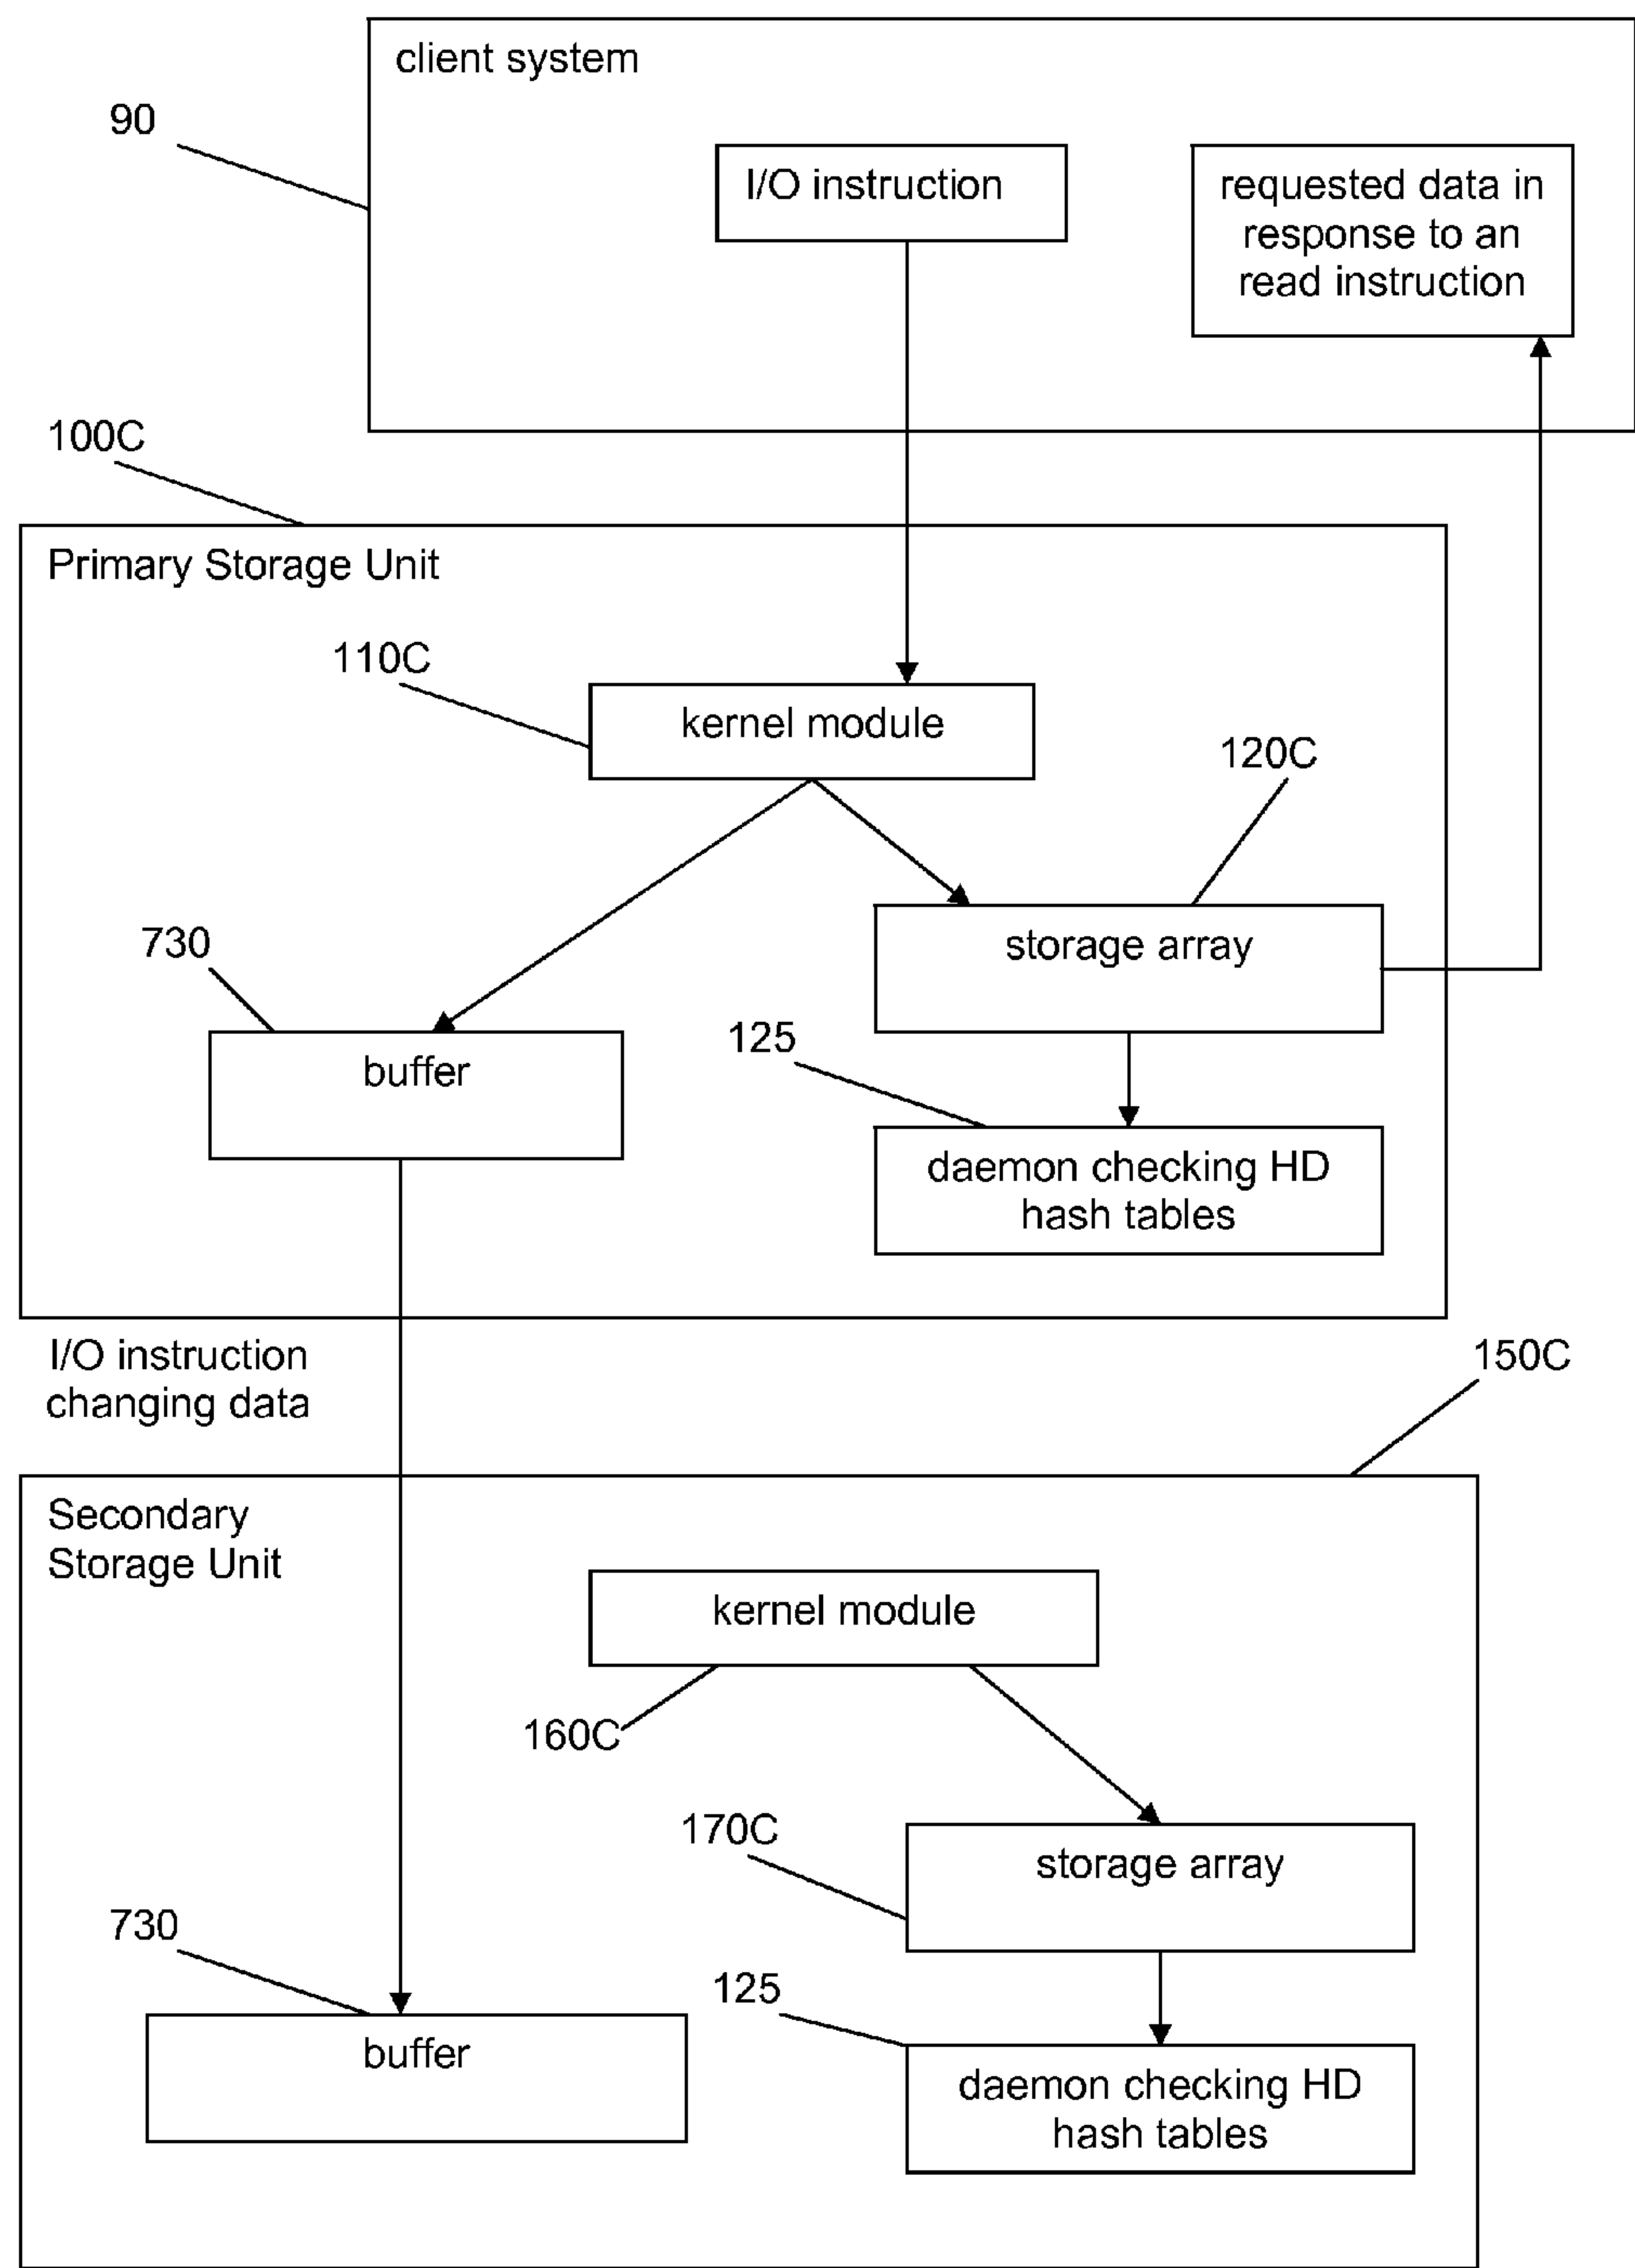 client system
90
I/O instruction
requested data in
response to an
read instruction
100C
Primary Storage Unit
110C
kernel module
120C
storage array
730
buffer
125
daemon checking HD
hash tables
I/O instruction
changing data
150C
Secondary
Storage Unit
kernel module
160C
170C
storage array
730
buffer
125
daemon checking HD
hash tables